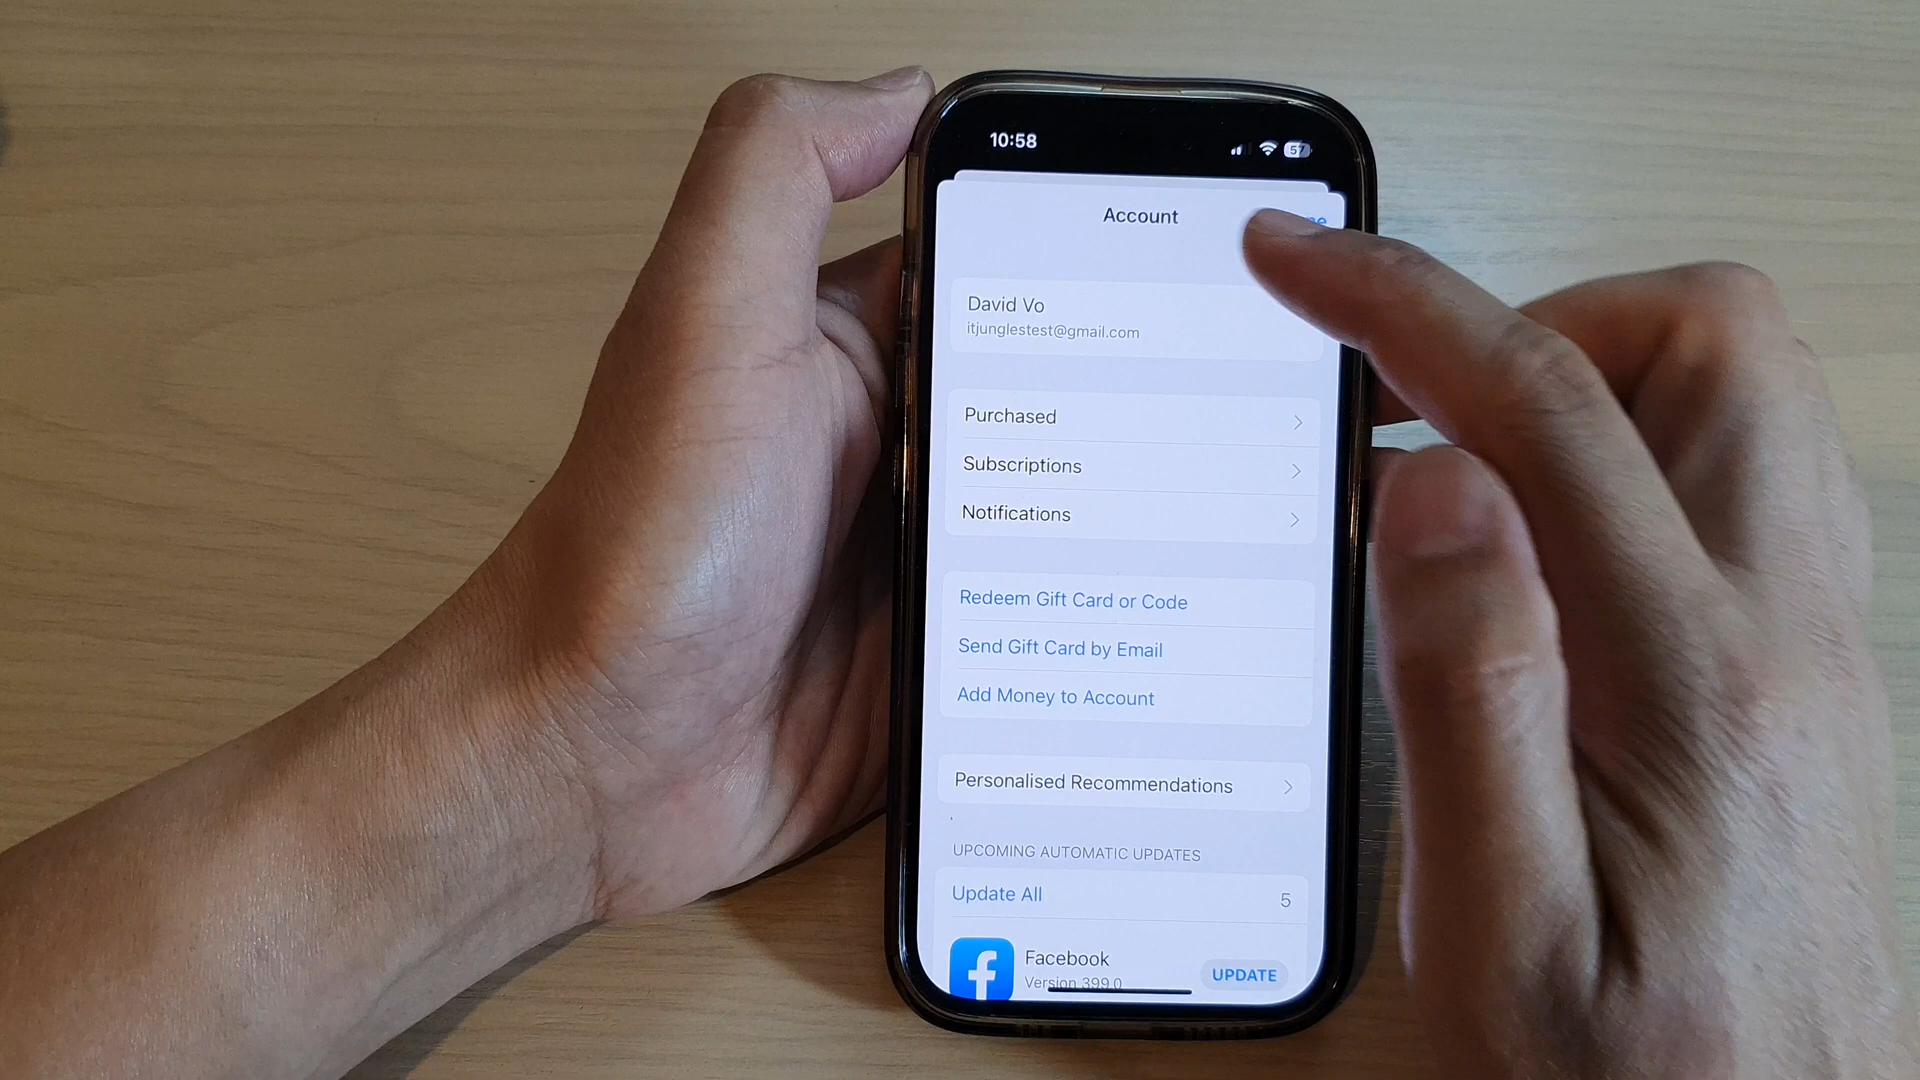 10:58
57
Account
David Vo
itjunglestest@gmail.com
Purchased
Subscriptions
Notifications
Redeem Gift Card or Code
Send Gift Card by Email
Add Money to Account
Personalised Recommendations
UPCOMING AUTOMATIC UPDATES
Update All
5
Facebook
Version 399.0
UPDATE